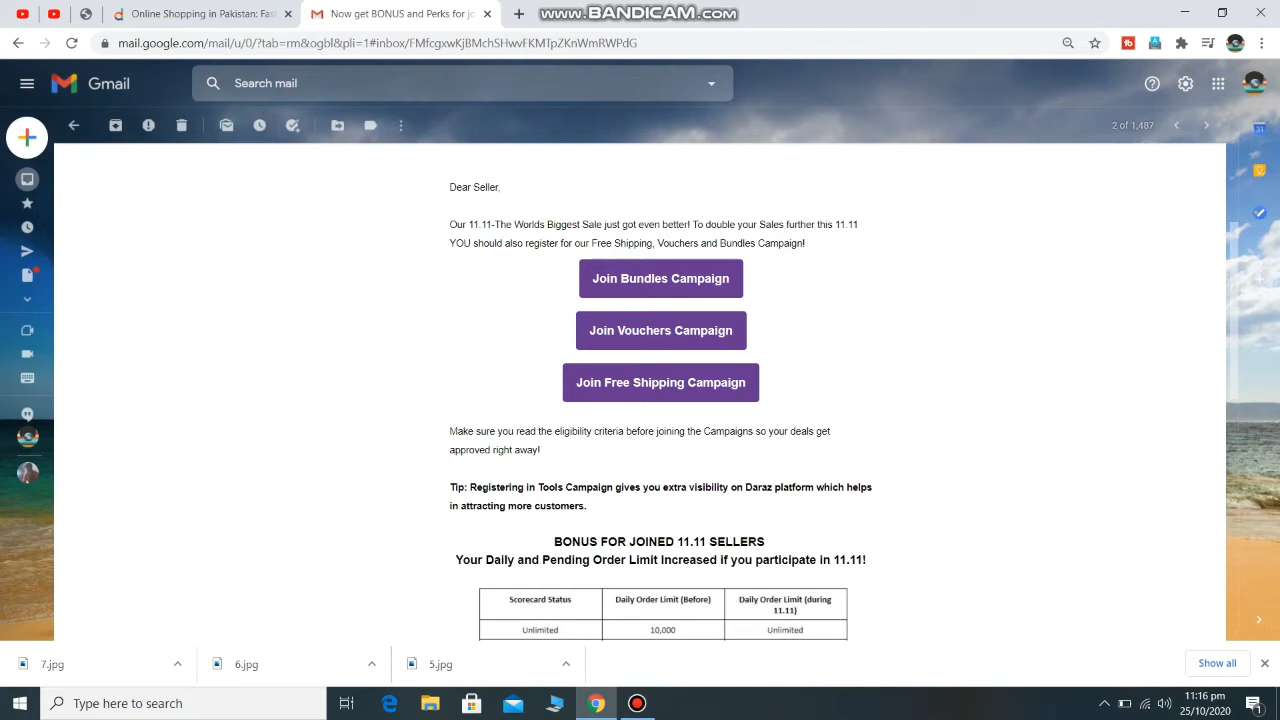 Online Shopping in Pakistan: Fast
Now get BONUS and Perks for jo
WWW.BANDICAM.COM
mail.google.com/mail/u/0/?tab=rm&ogbl&pli=1#inbox/FMfcgxwKjBMchSHwvFKMTpZKnWmRWPdG
Gmail
Search mail
2 of 1,487
31
Dear Seller,
Our 11.11-The Worlds Biggest Sale just got even better! To double your Sales further this 11.11
YOU should also register for our Free Shipping, Vouchers and Bundles Campaign!
Join Bundles Campaign
Join Vouchers Campaign
Join Free Shipping Campaign
Make sure you read the eligibility criteria before joining the Campaigns so your deals get
approved right away!
Tip: Registering in Tools Campaign gives you extra visibility on Daraz platform which helps
in attracting more customers.
BONUS FOR JOINED 11.11 SELLERS
Your Daily and Pending Order Limit Increased if you participate in 11.11!
Scorecard Status Daily Order Limit (Before) Daily Order Limit (during
11.11)
Unlimited 10,000 Unlimited
7.jpg 6.jpg 5.jpg Show all
Type here to search
11:16 pm
25/10/2020
1